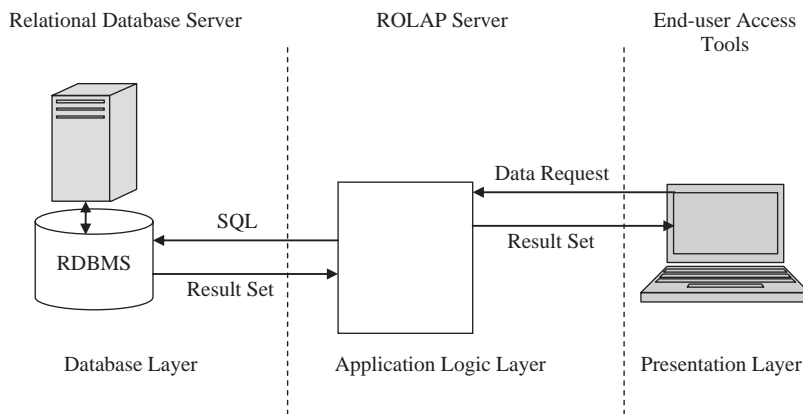 Relational Database Server
ROLAP Server
End-user Access
Tools
Data Request
SQL
Result Set
RDBMS
Result Set
Database Layer
Application Logic Layer
Presentation Layer